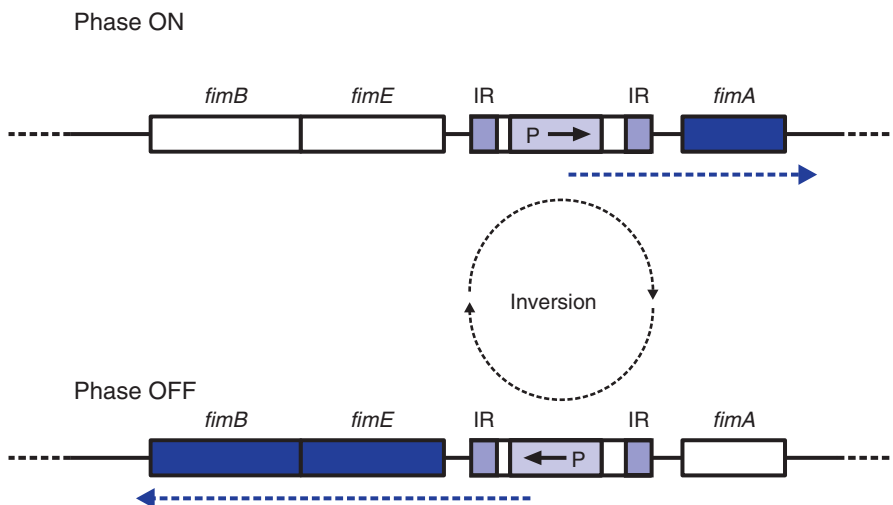 Phase ON
fimB fimE IR IR fimA
P
Inversion
Phase OFF
fimB fimE IR IR fimA
P